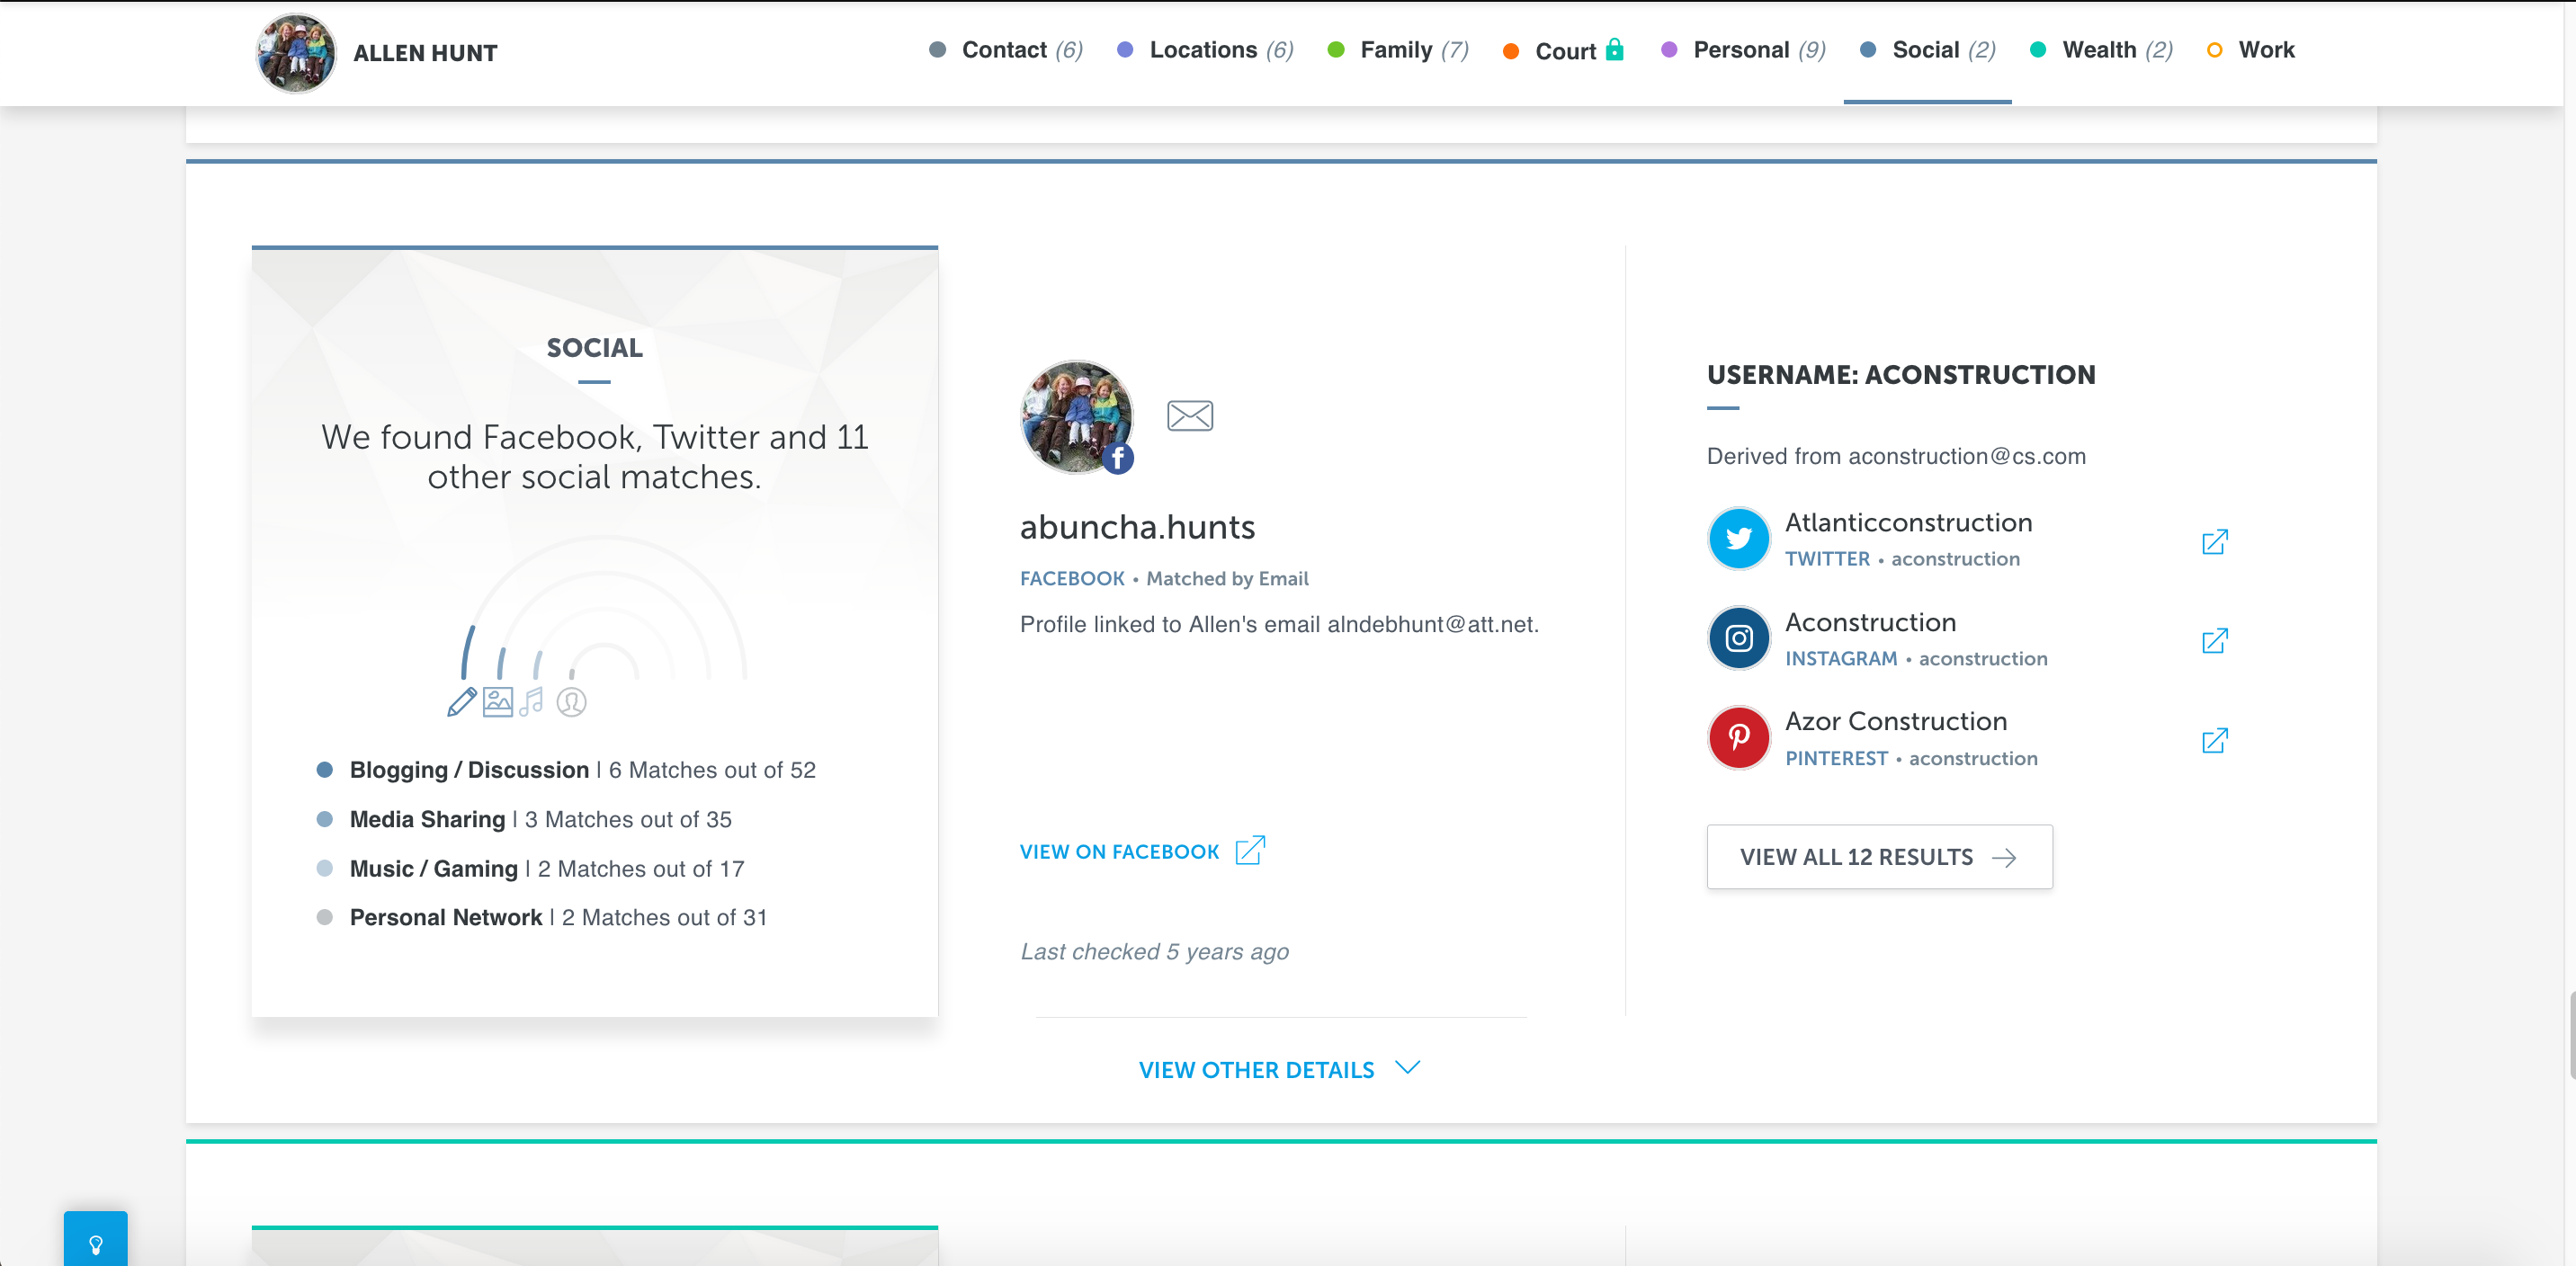 ALLEN HUNT
Contact (6) Locations (6) Family (7) Court Personal (9) Social (2) Wealth (2) Work
SOCIAL
We found Facebook, Twitter and 11
other social matches.
Blogging / Discussion | 6 Matches out of 52
Media Sharing | 3 Matches out of 35
Music / Gaming | 2 Matches out of 17
Personal Network | 2 Matches out of 31
f
abuncha.hunts
FACEBOOK • Matched by Email
Profile linked to Allen's email alndebhunt@att.net.
VIEW ON FACEBOOK
Last checked 5 years ago
USERNAME: ACONSTRUCTION
Derived from aconstruction@cs.com
Atlanticconstruction
TWITTER • aconstruction
Aconstruction
INSTAGRAM • aconstruction
Azor Construction
PINTEREST • aconstruction
VIEW ALL 12 RESULTS
VIEW OTHER DETAILS